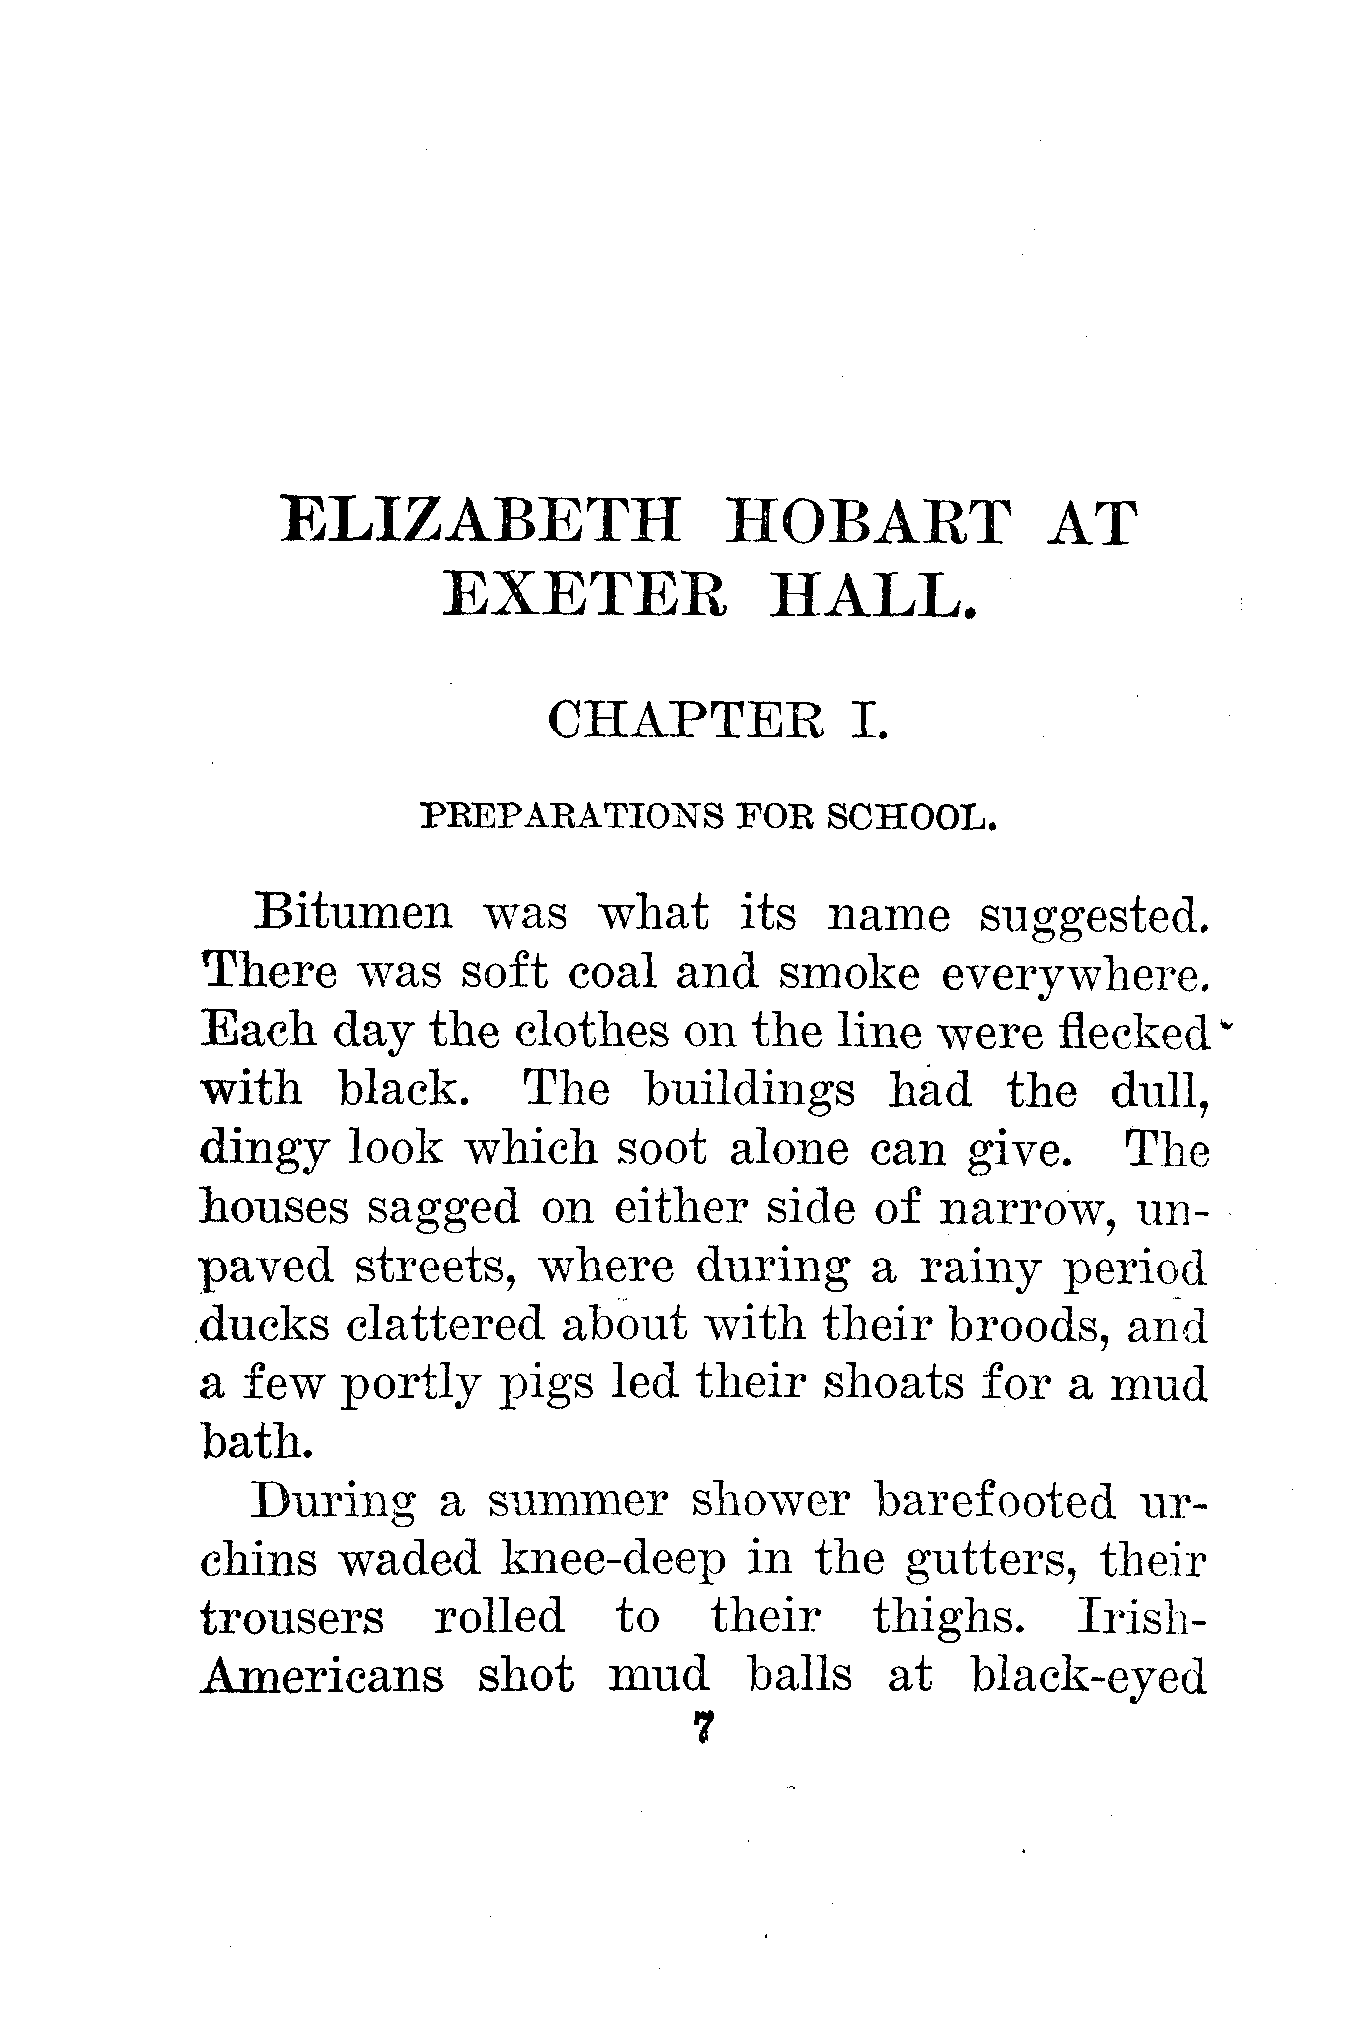 ELIZABETH HOBART AT
EXETER HALL.
CHAPTER I.
PREPARATIONS FOR SCHOOL.
Bitumen was what its name suggested.
There was soft coal and smoke everywhere.
Each day the clothes on the line were flecked
with black. The buildings had the dull,
dingy look which soot alone can give. The
houses sagged on either side of narrow, un-
paved streets, where during a rainy period
ducks clattered about with their broods, and
a few portly pigs led their shoats for a mud
bath.
During a summer shower barefooted ur-
chins waded knee-deep in the gutters, their
trousers rolled to their thighs. Irish-
Americans shot mud balls at black-eyed
7